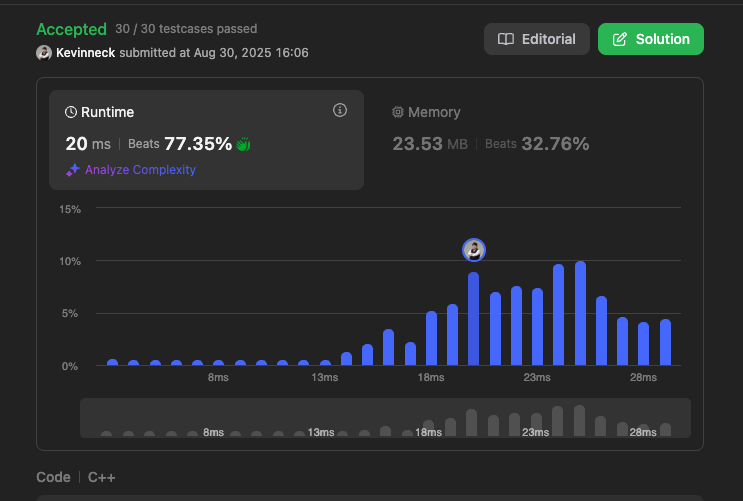 Accepted 30 / 30 testcases passed
Kevinneck submitted at Aug 30, 2025 16:06
Editorial
Solution
Runtime
20 ms | Beats 77.35%
Analyze Complexity
Memory
23.53 MB | Beats 32.76%
15%
10%
5%
0%
8ms 13ms 18ms 23ms 28ms
8ms 13ms 18ms 23ms 28ms
Code | C++